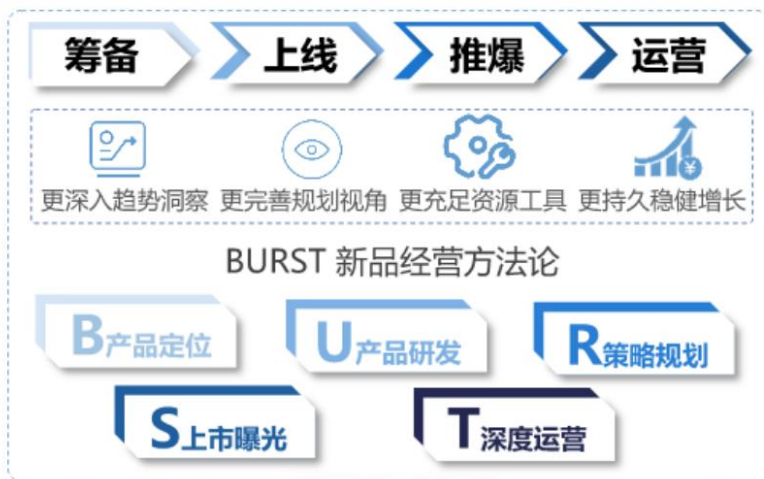 筹备 上线 推爆 运营
更深入趋势洞察 更完善规划视角 更充足资源工具 更持久稳健增长
BURST 新品经营方法论
B产品定位 U产品研发 R策略规划
S上市曝光 T深度运营